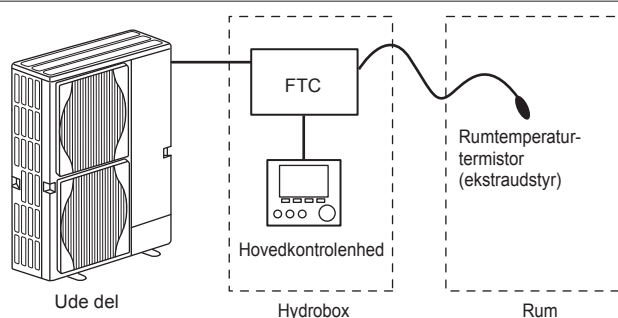 FTC
Rumtemperatur-
termistor
(ekstraudstyr)
Hovedkontrolenhed
Ude del
Hydrobox
Rum